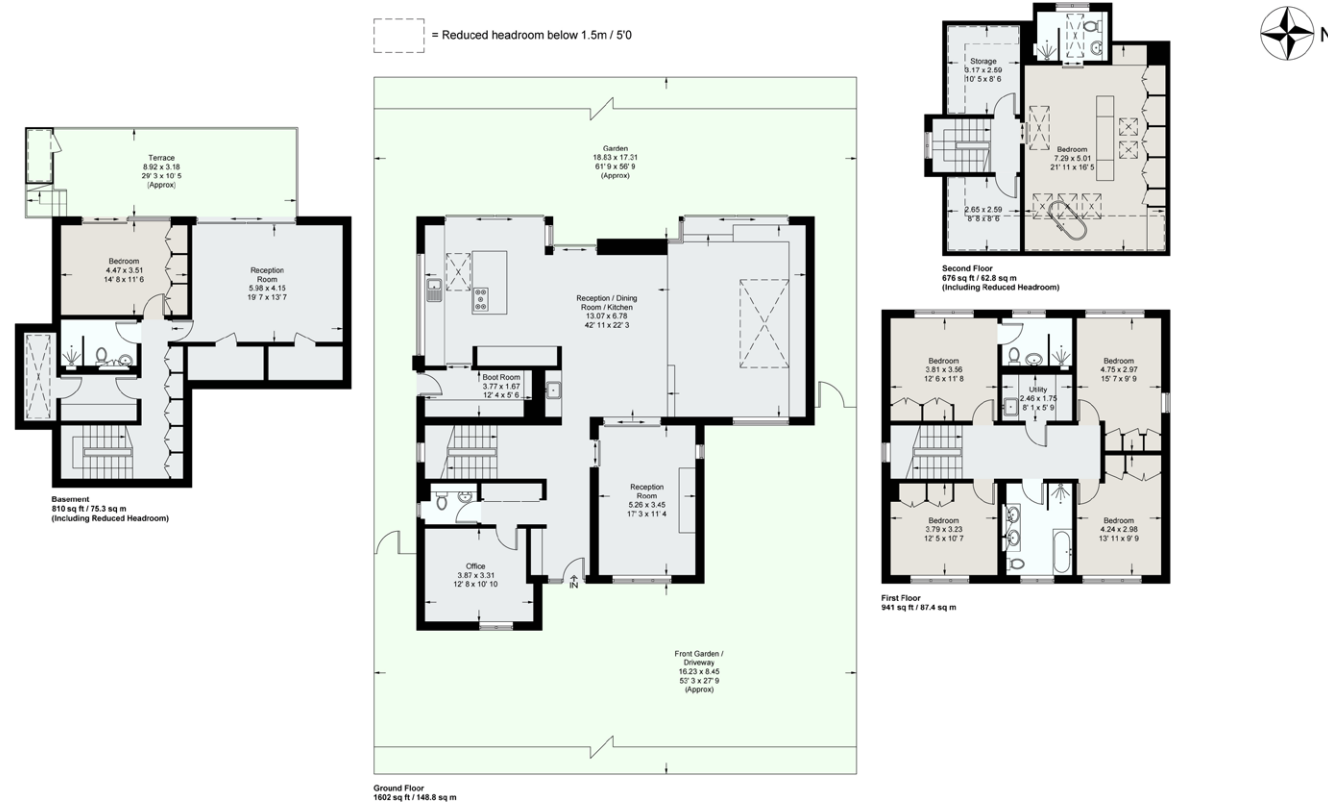 = Reduced headroom below 1.5m / 5'0
N
Terrace
8.92 x 3.18
29' 3 x 10' 5
(Approx)
Bedroom
4.47 x 3.51
14' 8 x 11' 6
Reception
Room
5.98 x 4.15
19' 7 x 13' 7
Basement
810 sq ft / 75.3 sq m
(Including Reduced Headroom)
Garden
18.83 x 17.31
61' 9 x 56' 9
(Approx)
Reception / Dining
Room / Kitchen
13.07 x 6.78
42' 11 x 22' 3
Boot Room
3.77 x 1.67
12' 4 x 5' 6
Reception
Room
5.26 x 3.45
17' 3 x 11' 4
Office
3.87 x 3.31
12' 8 x 10' 10
IN
Front Garden /
Driveway
16.23 x 8.45
53' 3 x 27' 9
(Approx)
Ground Floor
1602 sq ft / 148.8 sq m
Storage
3.17 x 2.59
10' 5 x 8' 6
Bedroom
7.29 x 5.01
21' 11 x 16' 5
2.65 x 2.59
8' 8 x 8' 6
Second Floor
676 sq ft / 62.8 sq m
(Including Reduced Headroom)
Bedroom
3.81 x 3.56
12' 6 x 11' 8
Bedroom
4.75 x 2.97
15' 7 x 9' 9
Utility
2.46 x 1.75
8' 1 x 5' 9
Bedroom
3.79 x 3.23
12' 5 x 10' 7
Bedroom
4.24 x 2.98
13' 11 x 9' 9
First Floor
941 sq ft / 87.4 sq m